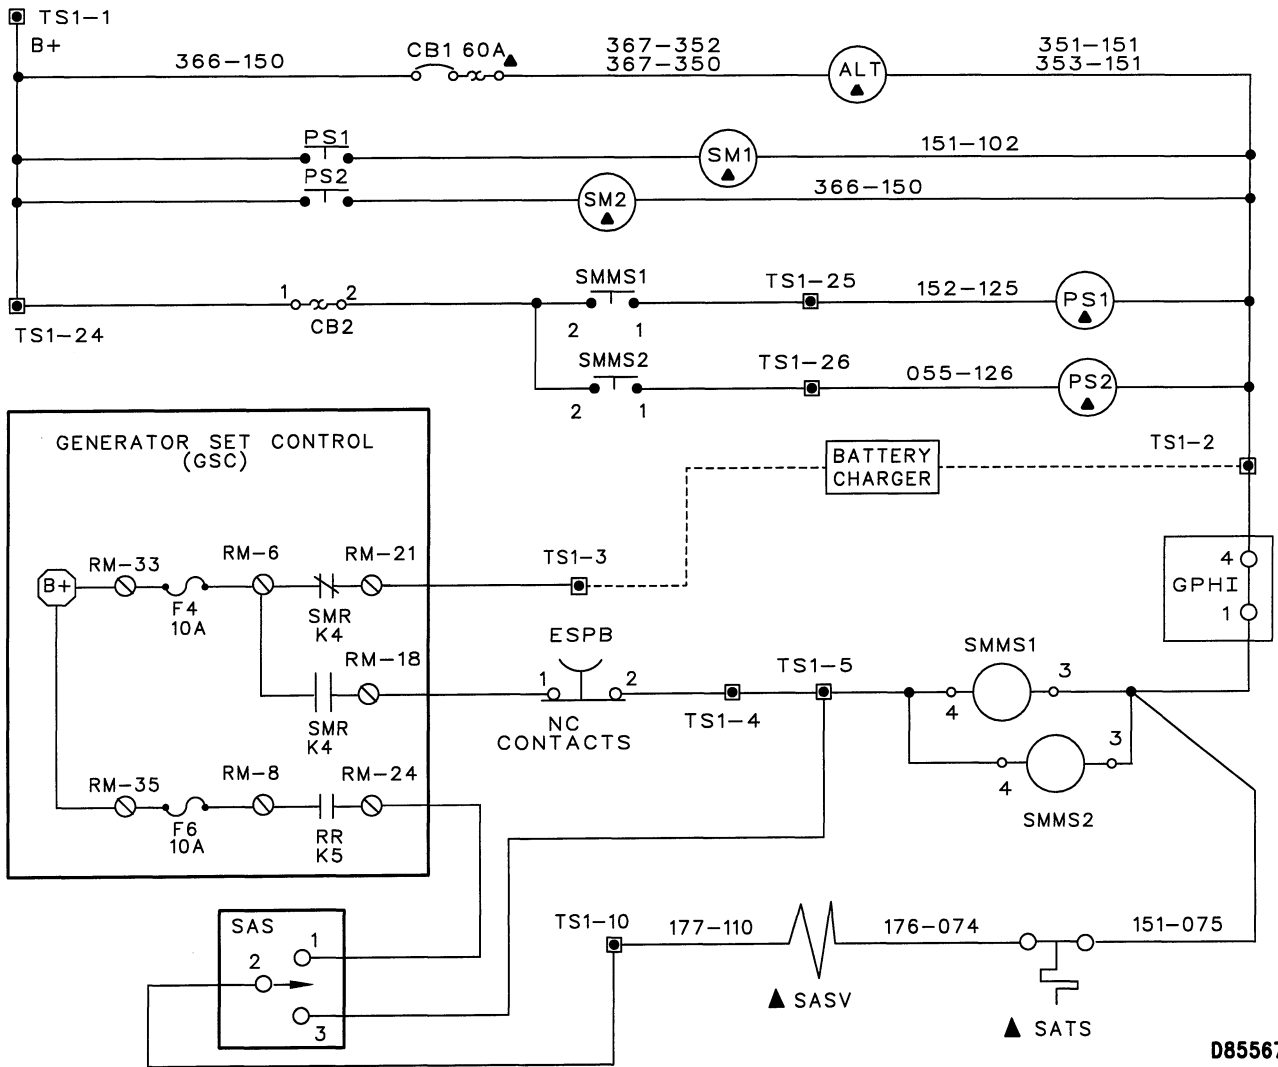 TS1-1
B+
366-150
CB1 60A
367-352
367-350
ALT
351-151
353-151
PS1
SM1
151-102
PS2
SM2
366-150
TS1-24
1
2
CB2
SMMS1
2
1
TS1-25
152-125
PS1
SMMS2
2
1
TS1-26
055-126
PS2
GENERATOR SET CONTROL
(GSC)
BATTERY
CHARGER
TS1-2
B+
RM-33
F4
10A
RM-6
SMR
K4
RM-21
TS1-3
4
GPHI
1
SMR
K4
RM-18
ESPB
1
2
NC
CONTACTS
TS1-4
TS1-5
SMMS1
4
3
SMMS2
4
3
RM-35
F6
10A
RM-8
RR
K5
RM-24
SAS
1
2
3
TS1-10
177-110
SASV
176-074
SATS
151-075
D85567